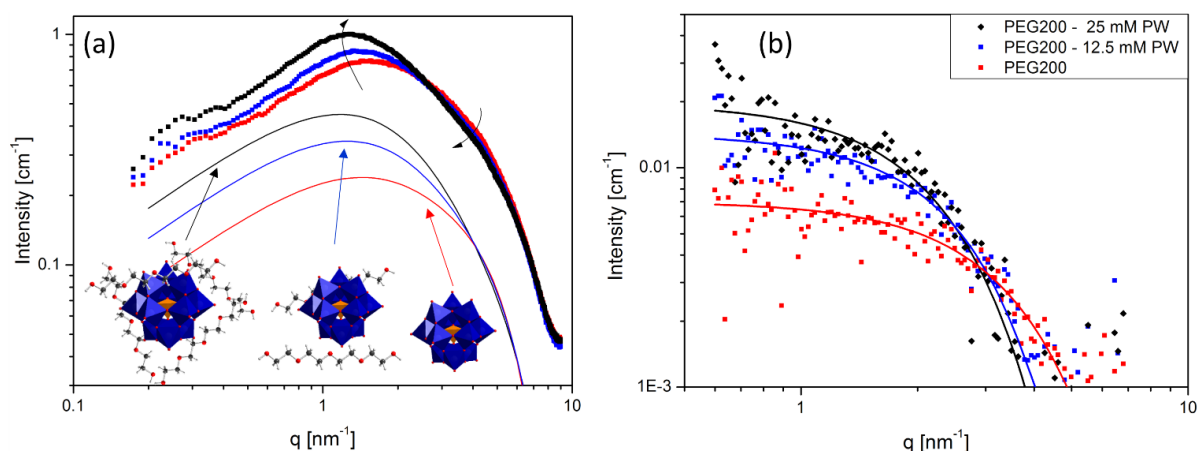 (a)
Intensity [cm⁻¹]
1
0.1
0.1
1
10
q [nm⁻¹]
(b)
PEG200 - 25 mM PW
PEG200 - 12.5 mM PW
PEG200
Intensity [cm⁻¹]
0.01
1E-3
1
10
q [nm⁻¹]